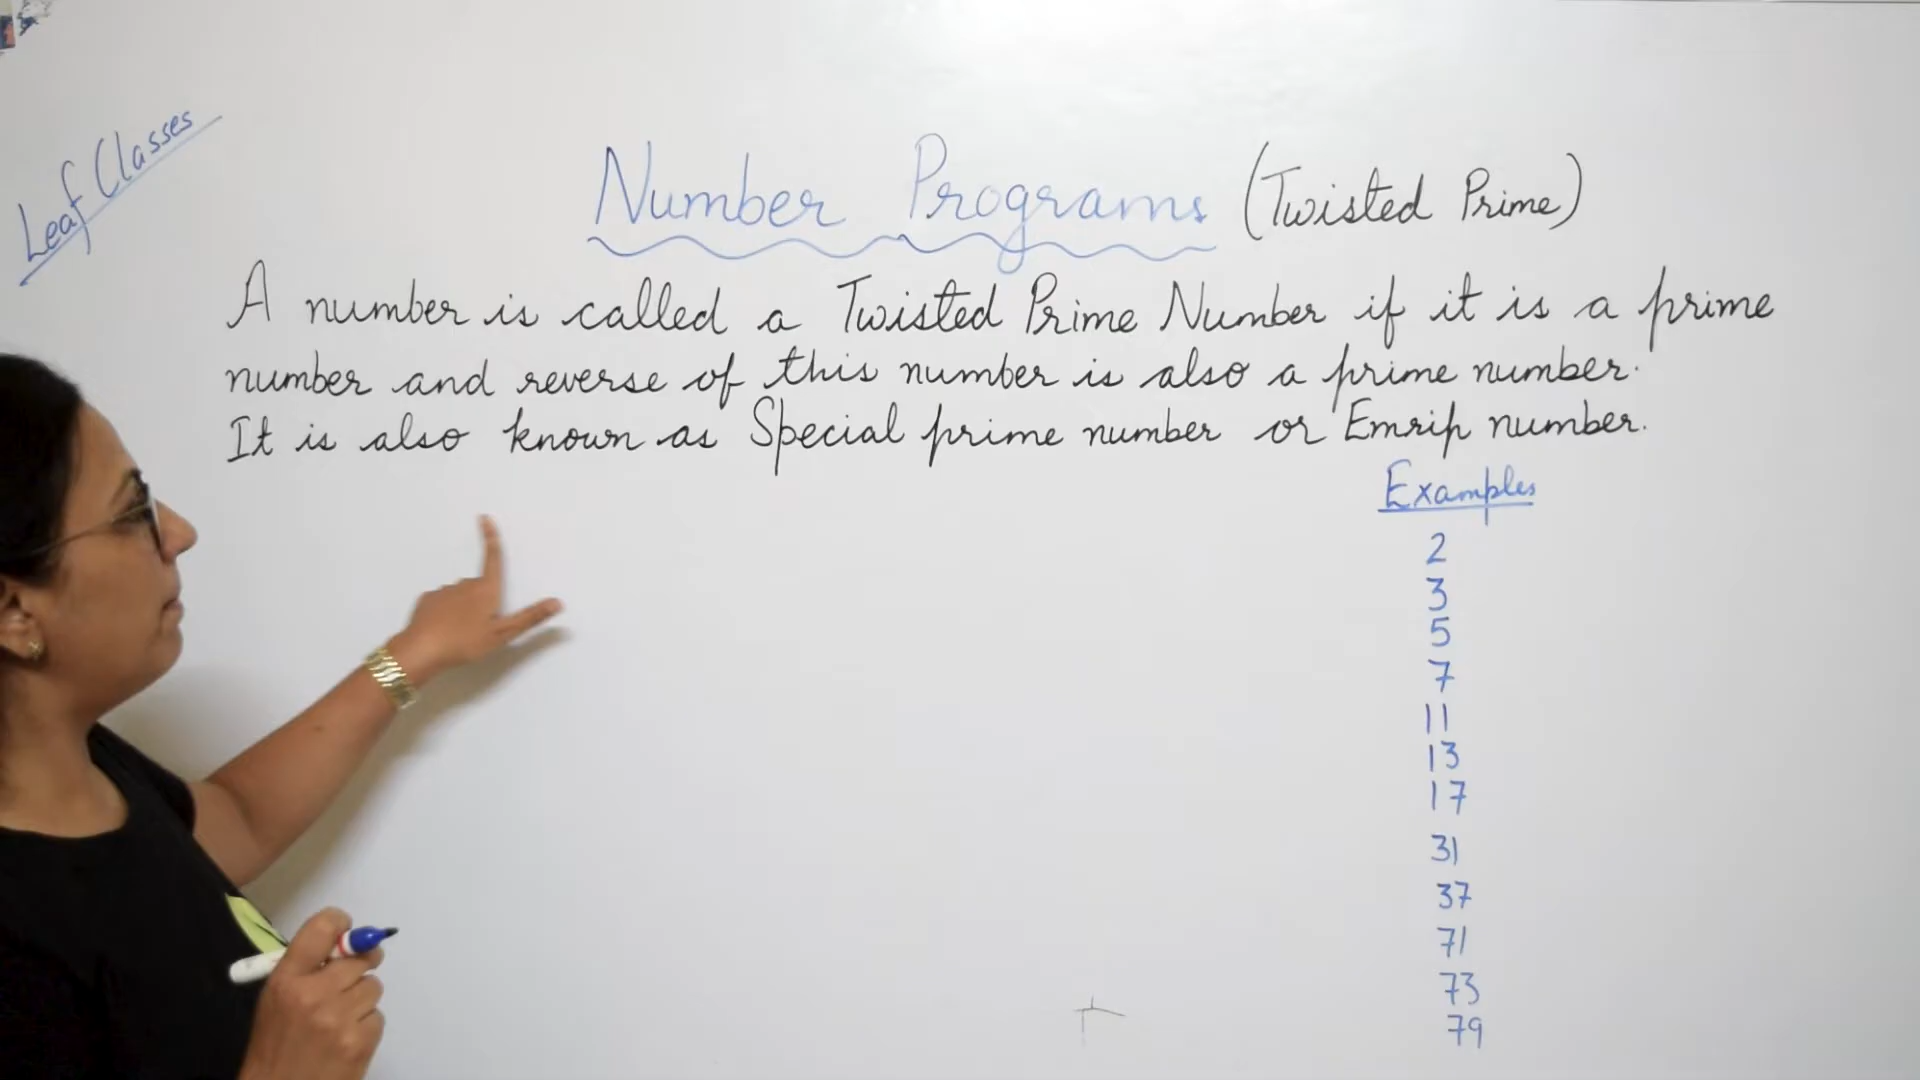 Leaf Classes
Number Programs (Twisted Prime)
A number is called a Twisted Prime Number if it is a prime
number and reverse of this number is also a prime number.
It is also known as Special prime number or Emrip number.
Examples
2
3
5
7
11
13
17
31
37
71
73
79